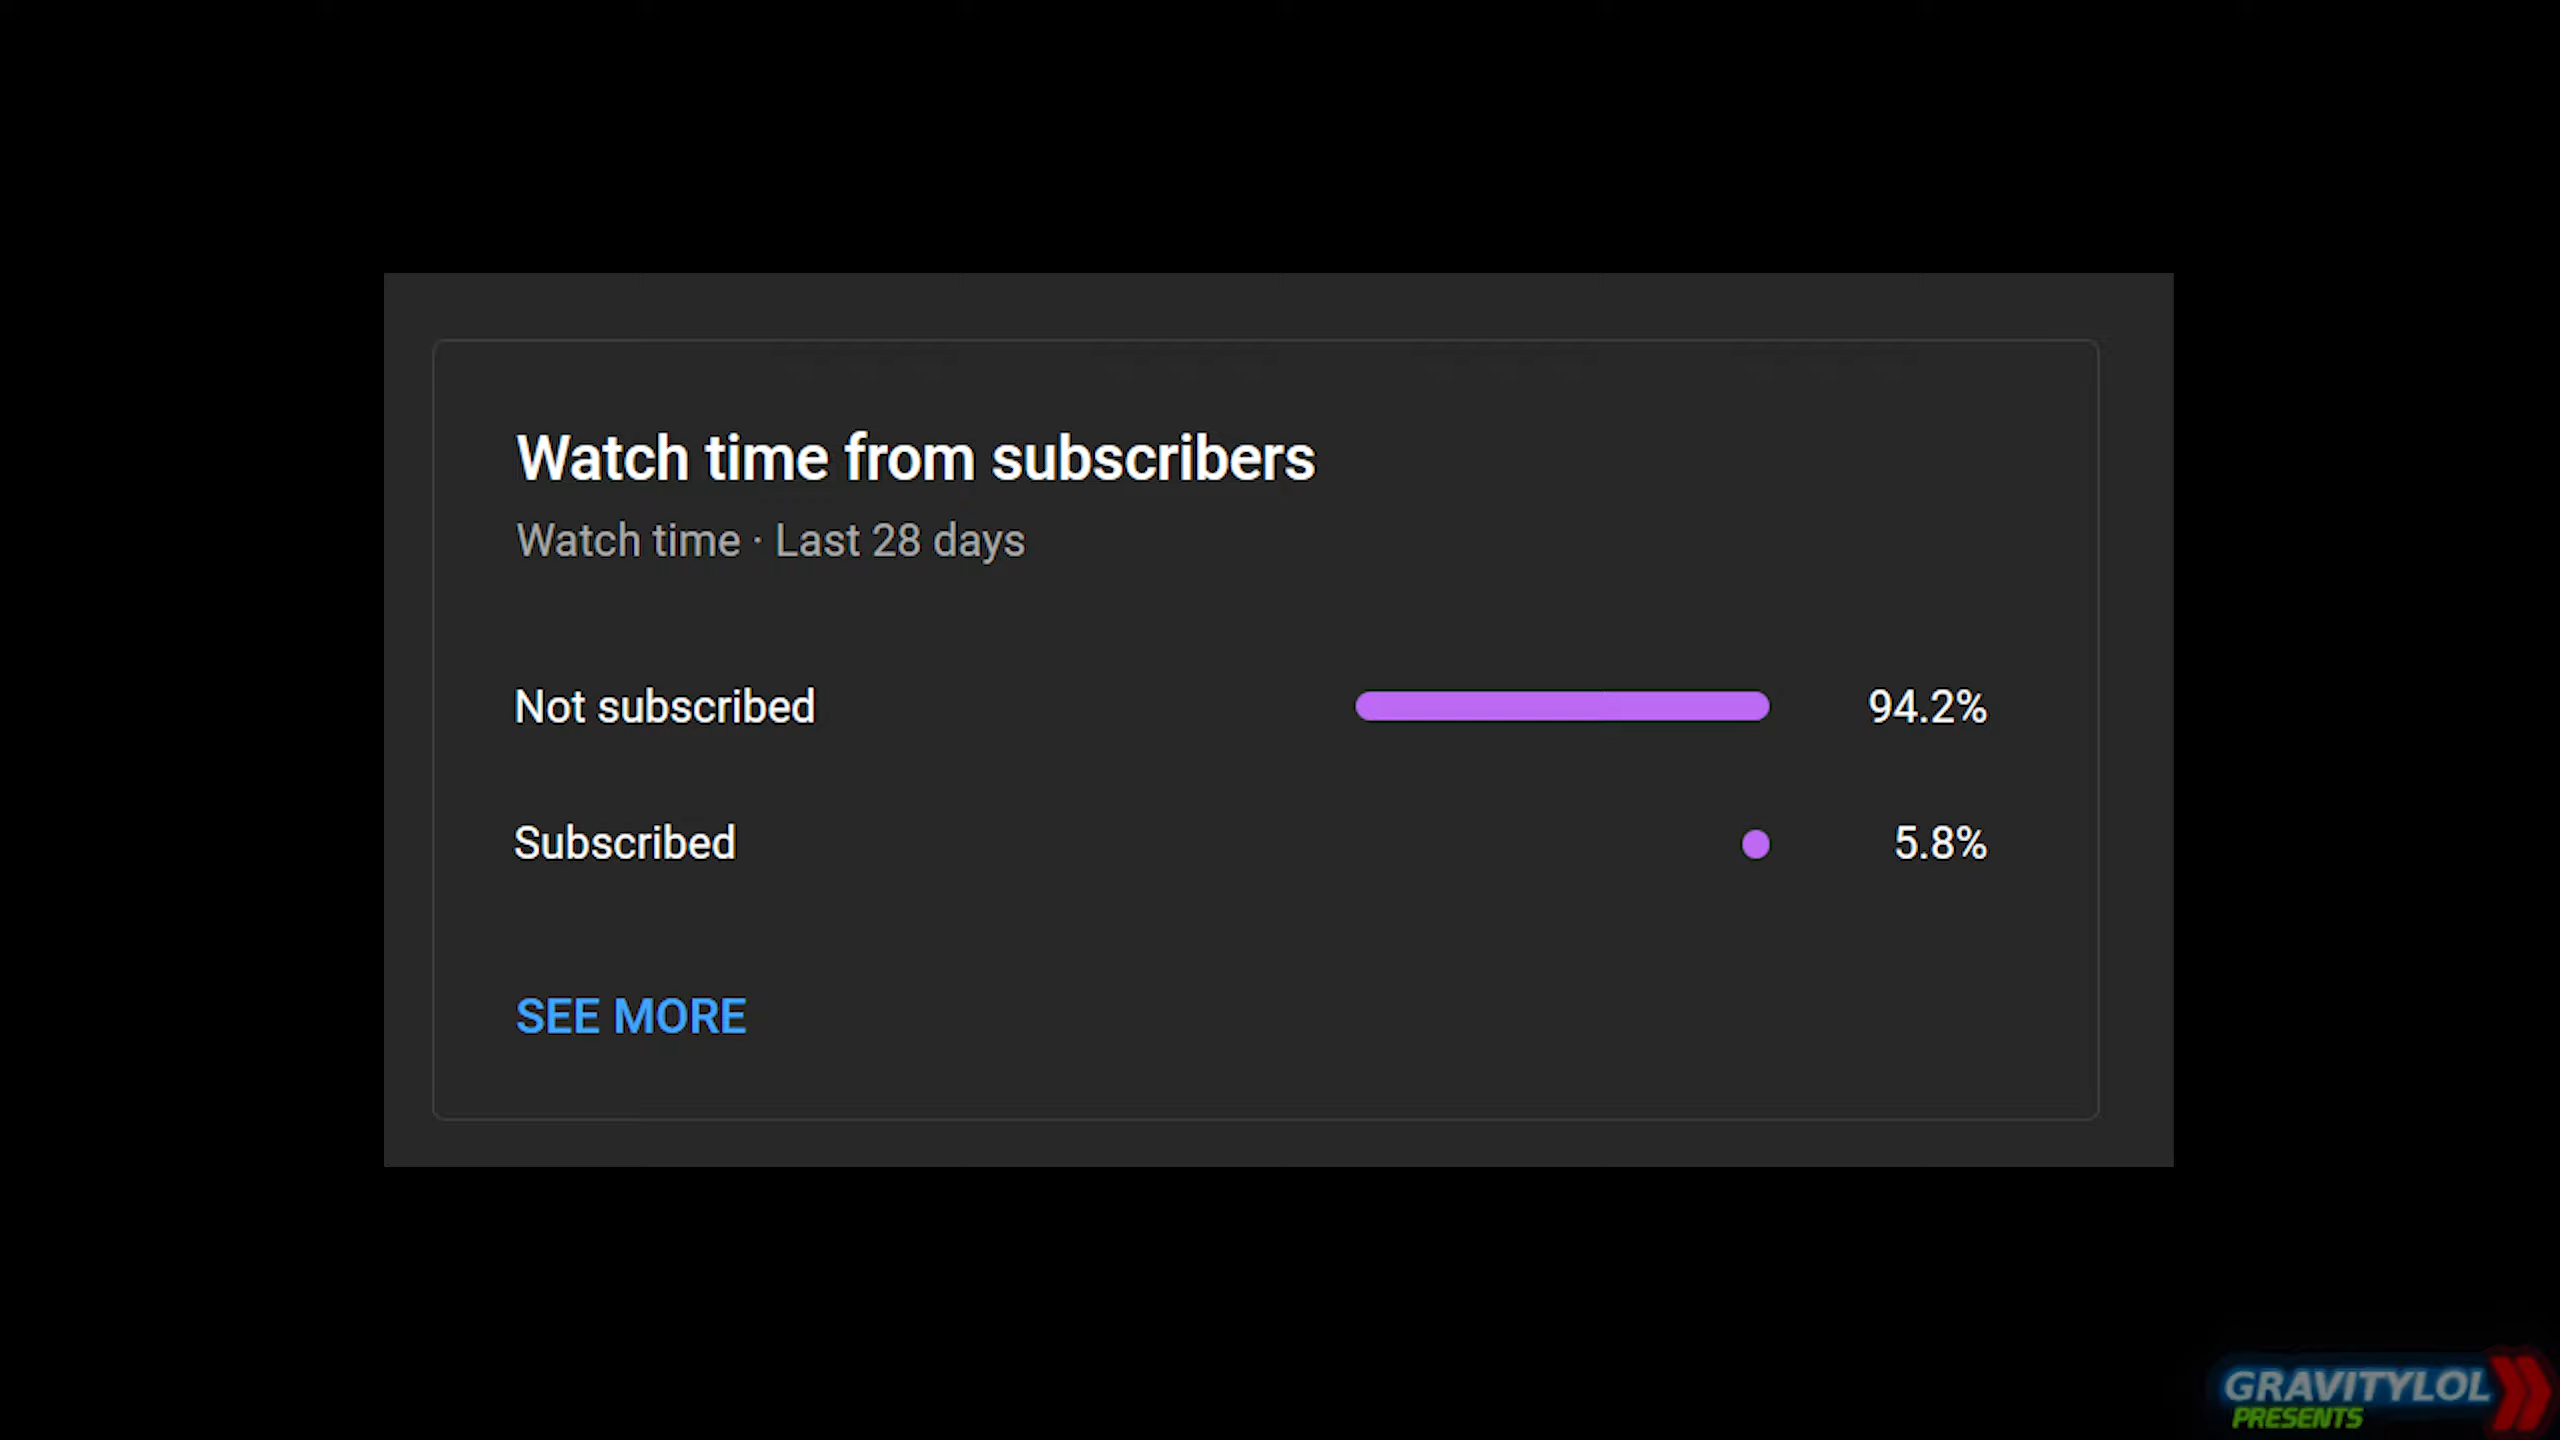 Watch time from subscribers
Watch time · Last 28 days
Not subscribed 94.2%
Subscribed 5.8%
SEE MORE
GRAVITYLOL
PRESENTS